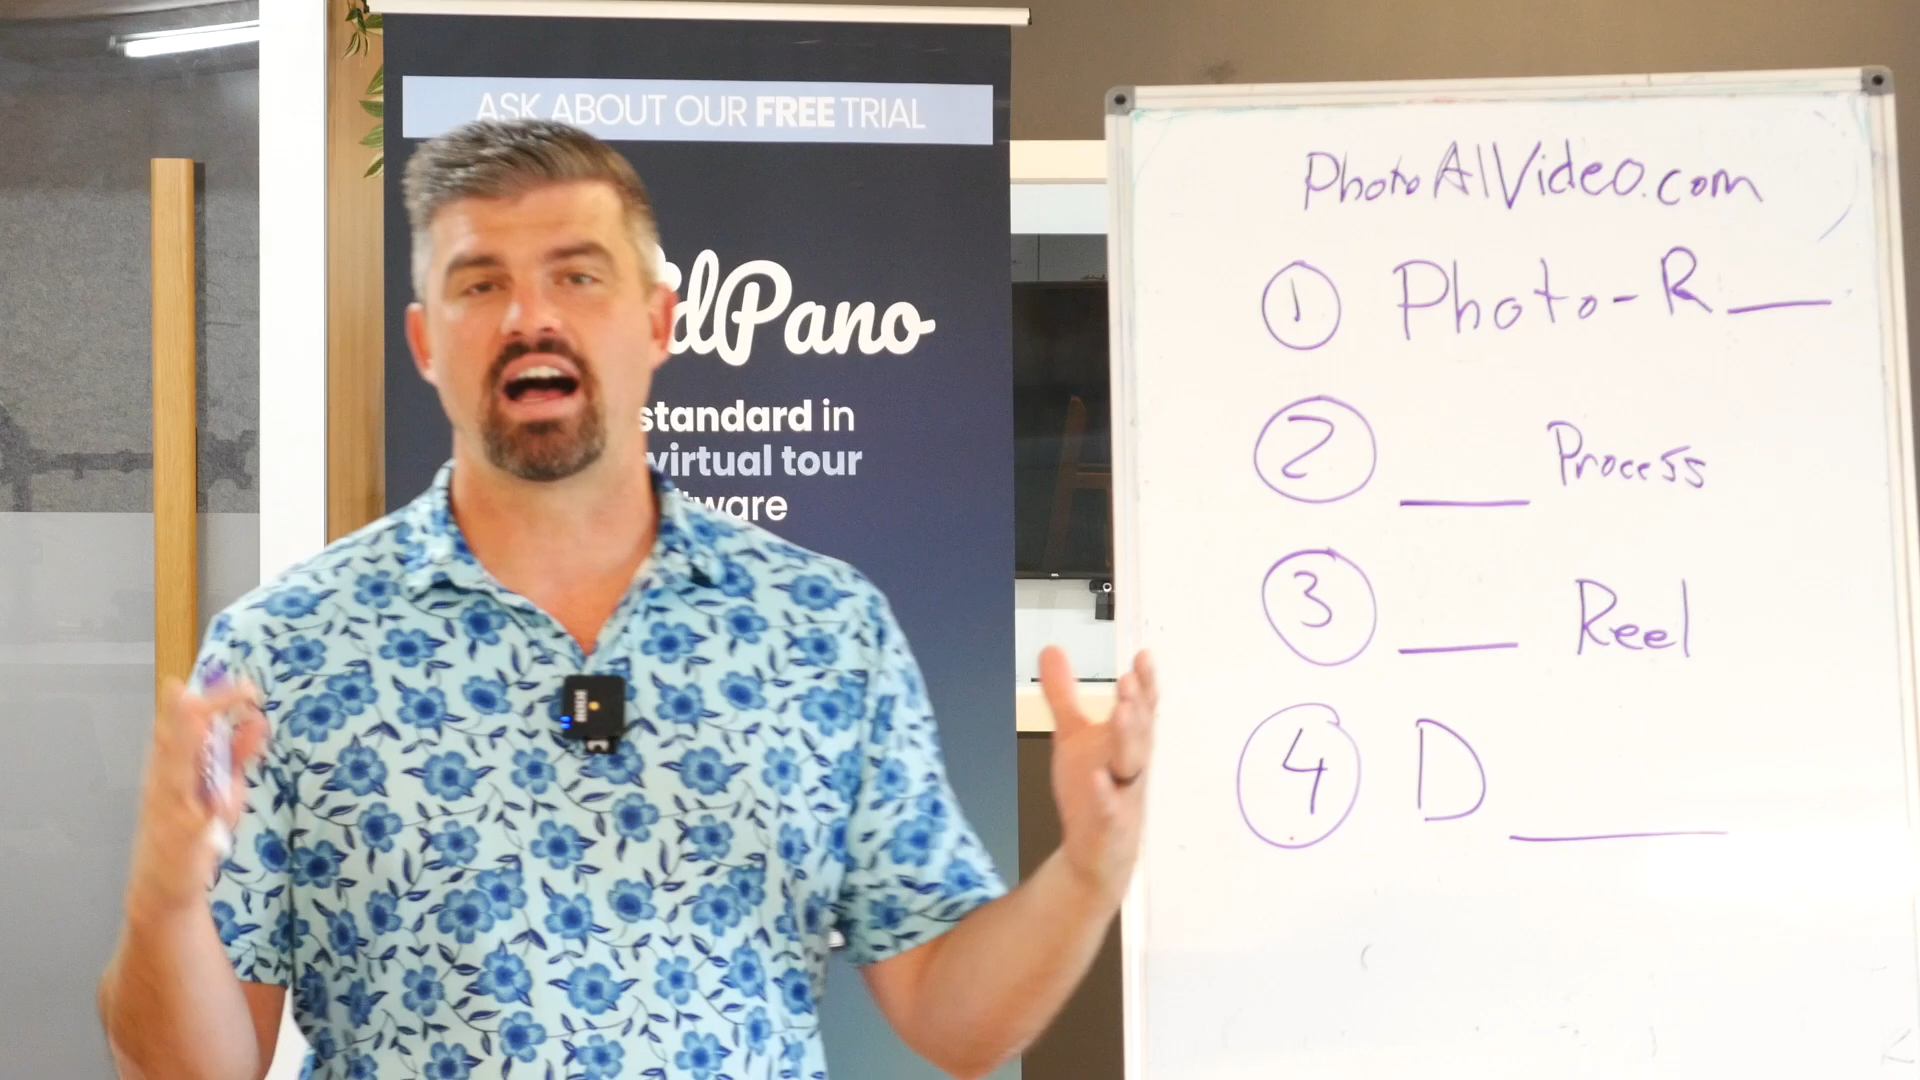 ASK ABOUT OUR FREE TRIAL
dPano
standard in
virtual tour
ware
PhotoAIVideo.com
1 Photo-R
2 Process
3 Reel
4 D